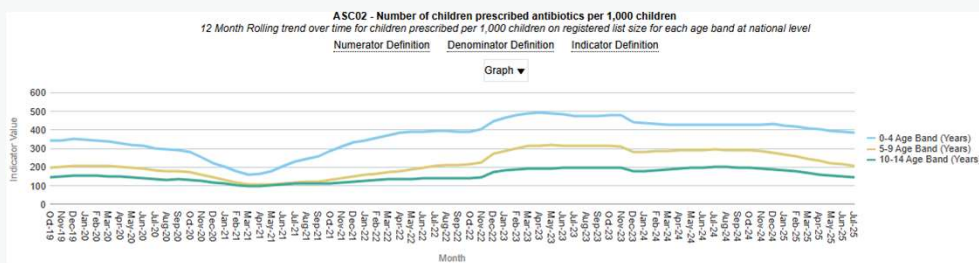 ASC02 - Number of children prescribed antibiotics per 1,000 children
12 Month Rolling trend over time for children prescribed per 1,000 children on registered list size for each age band at national level
Numerator Definition Denominator Definition Indicator Definition
Graph ▼
600
500
400
300
200
100
0
Indicator Value
0-4 Age Band (Years)
5-9 Age Band (Years)
10-14 Age Band (Years
Oct-19
Nov-19
Dec-19
Jan-20
Feb-20
Mar-20
Apr-20
May-20
Jun-20
Jul-20
Aug-20
Sep-20
Oct-20
Nov-20
Dec-20
Jan-21
Feb-21
Mar-21
Apr-21
May-21
Jun-21
Jul-21
Aug-21
Sep-21
Oct-21
Nov-21
Dec-21
Jan-22
Feb-22
Mar-22
Apr-22
May-22
Jun-22
Jul-22
Aug-22
Sep-22
Oct-22
Nov-22
Dec-22
Jan-23
Feb-23
Mar-23
Apr-23
May-23
Jun-23
Jul-23
Aug-23
Sep-23
Oct-23
Nov-23
Dec-23
Jan-24
Feb-24
Mar-24
Apr-24
May-24
Jun-24
Jul-24
Aug-24
Sep-24
Oct-24
Nov-24
Dec-24
Jan-25
Feb-25
Mar-25
Apr-25
May-25
Jun-25
Jul-25
Month